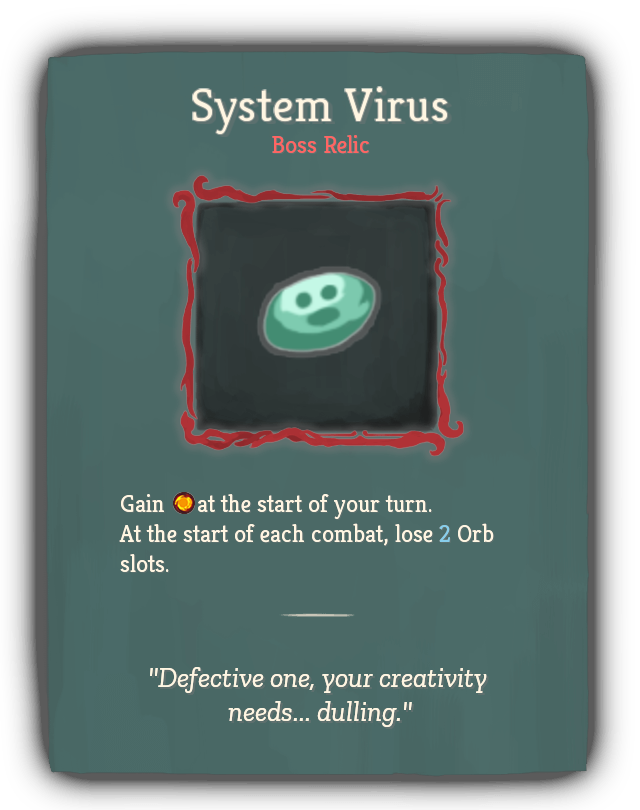 System Virus
Boss Relic
Gain at the start of your turn.
At the start of each combat, lose 2 Orb
slots.
"Defective one, your creativity
needs... dulling."